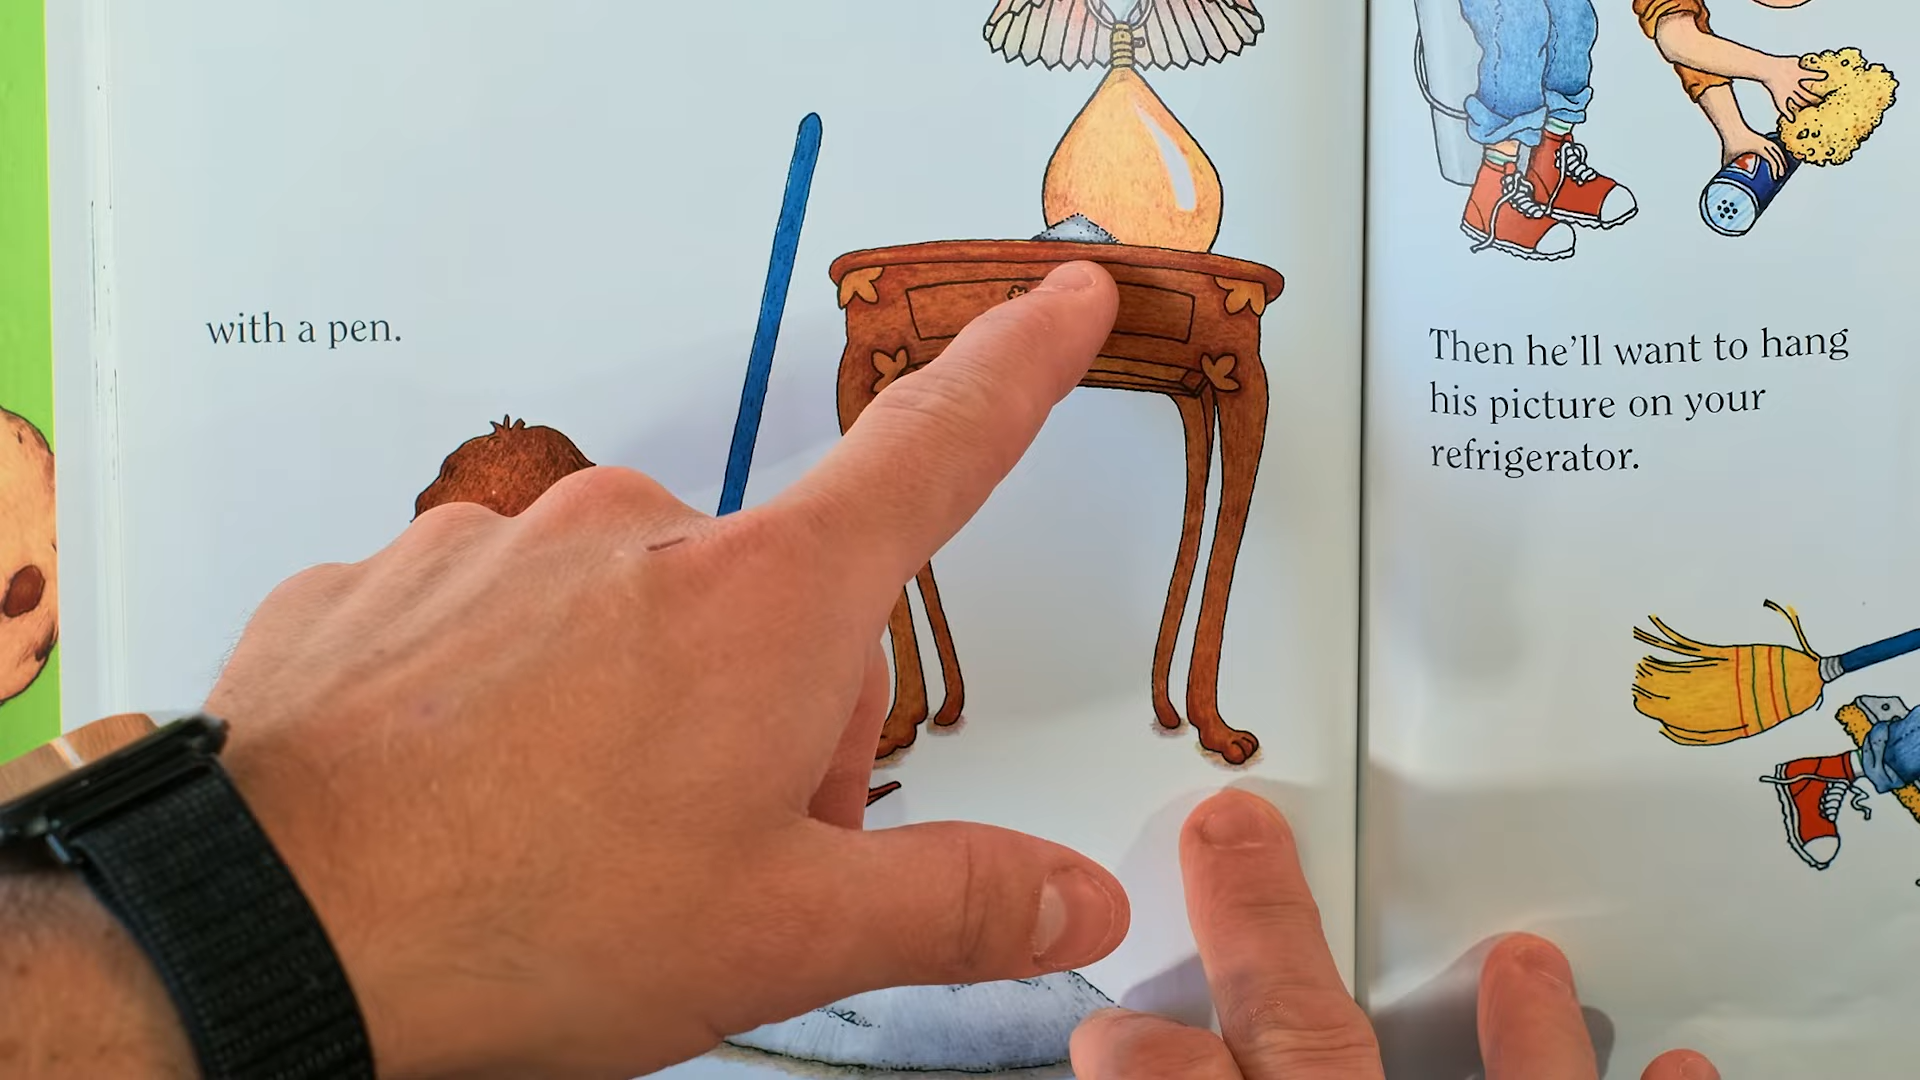 with a pen.
Then he'll want to hang
his picture on your
refrigerator.